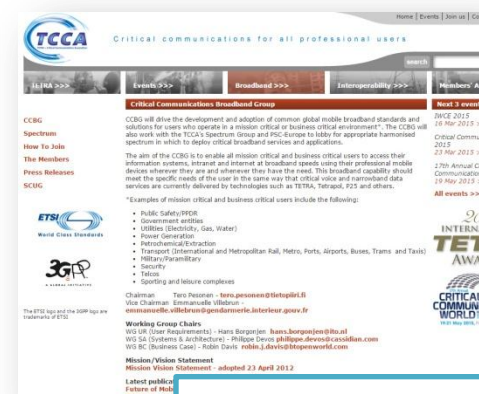 Home | Events | Join us | Co
TCCA
Critical communications for all professional users
search
TETRA >>>
Events >>>
Broadband >>>
Interoperability >>>
Members' A
Critical Communications Broadband Group
Next 3 event
CCBG
Spectrum
How To Join
The Members
Press Releases
SCUG
ETSI
World Class Standards
3GPP
A GLOBAL INITIATIVE
The ETSI logo and the 3GPP logo are
trademarks of ETSI
CCBG will drive the development and adoption of common global mobile broadband standards and
solutions for users who operate in a mission critical or business critical environment*. The CCBG will
also work with the TCCA's Spectrum Group and PSC-Europe to lobby for appropriate harmonised
spectrum in which to deploy critical broadband services and applications.
The aim of the CCBG is to enable all mission critical and business critical users to access their
information systems, intranet and internet at broadband speeds using their professional mobile
devices wherever they are and whenever they have the need. This broadband capability should
meet the specific needs of the user in the same way that critical voice and narrowband data
services are currently delivered by technologies such as TETRA, Tetrapol, P25 and others.
*Examples of mission critical and business critical users include the following:
• Public Safety/PPDR
• Government entities
• Utilities (Electricity, Gas, Water)
• Power Generation
• Petrochemical/Extraction
• Transport (International and Metropolitan Rail, Metro, Ports, Airports, Buses, Trams and Taxis)
• Military/Paramilitary
• Security
• Telcos
• Sporting and leisure complexes
Chairman Tero Pesonen - tero.pesonen@tietopiiri.fi
Vice Chairman Emmanuelle Villebrun -
emmanuelle.villebrun@gendarmerie.interieur.gouv.fr
Working Group Chairs
WG UR (User Requirements) - Hans Borgonjen hans.borgonjen@ito.nl
WG SA (Systems & Architecture) - Philippe Devos philippe.devos@cassidian.com
WG BC (Business Case) - Robin Davis robin.j.davis@btopenworld.com
Mission/Vision Statement
Mission Vision Statement - adopted 23 April 2012
Latest publicat
Future of Mob
IWCE 2015
16 Mar 2015 >
Critical Commu
2015
23 Mar 2015 >
17th Annual C
Communication
19 May 2015 >
All events >>
INTERN
TET
AWA
CRITICAL
COMMUN
WORLD
19-21 May 2015,